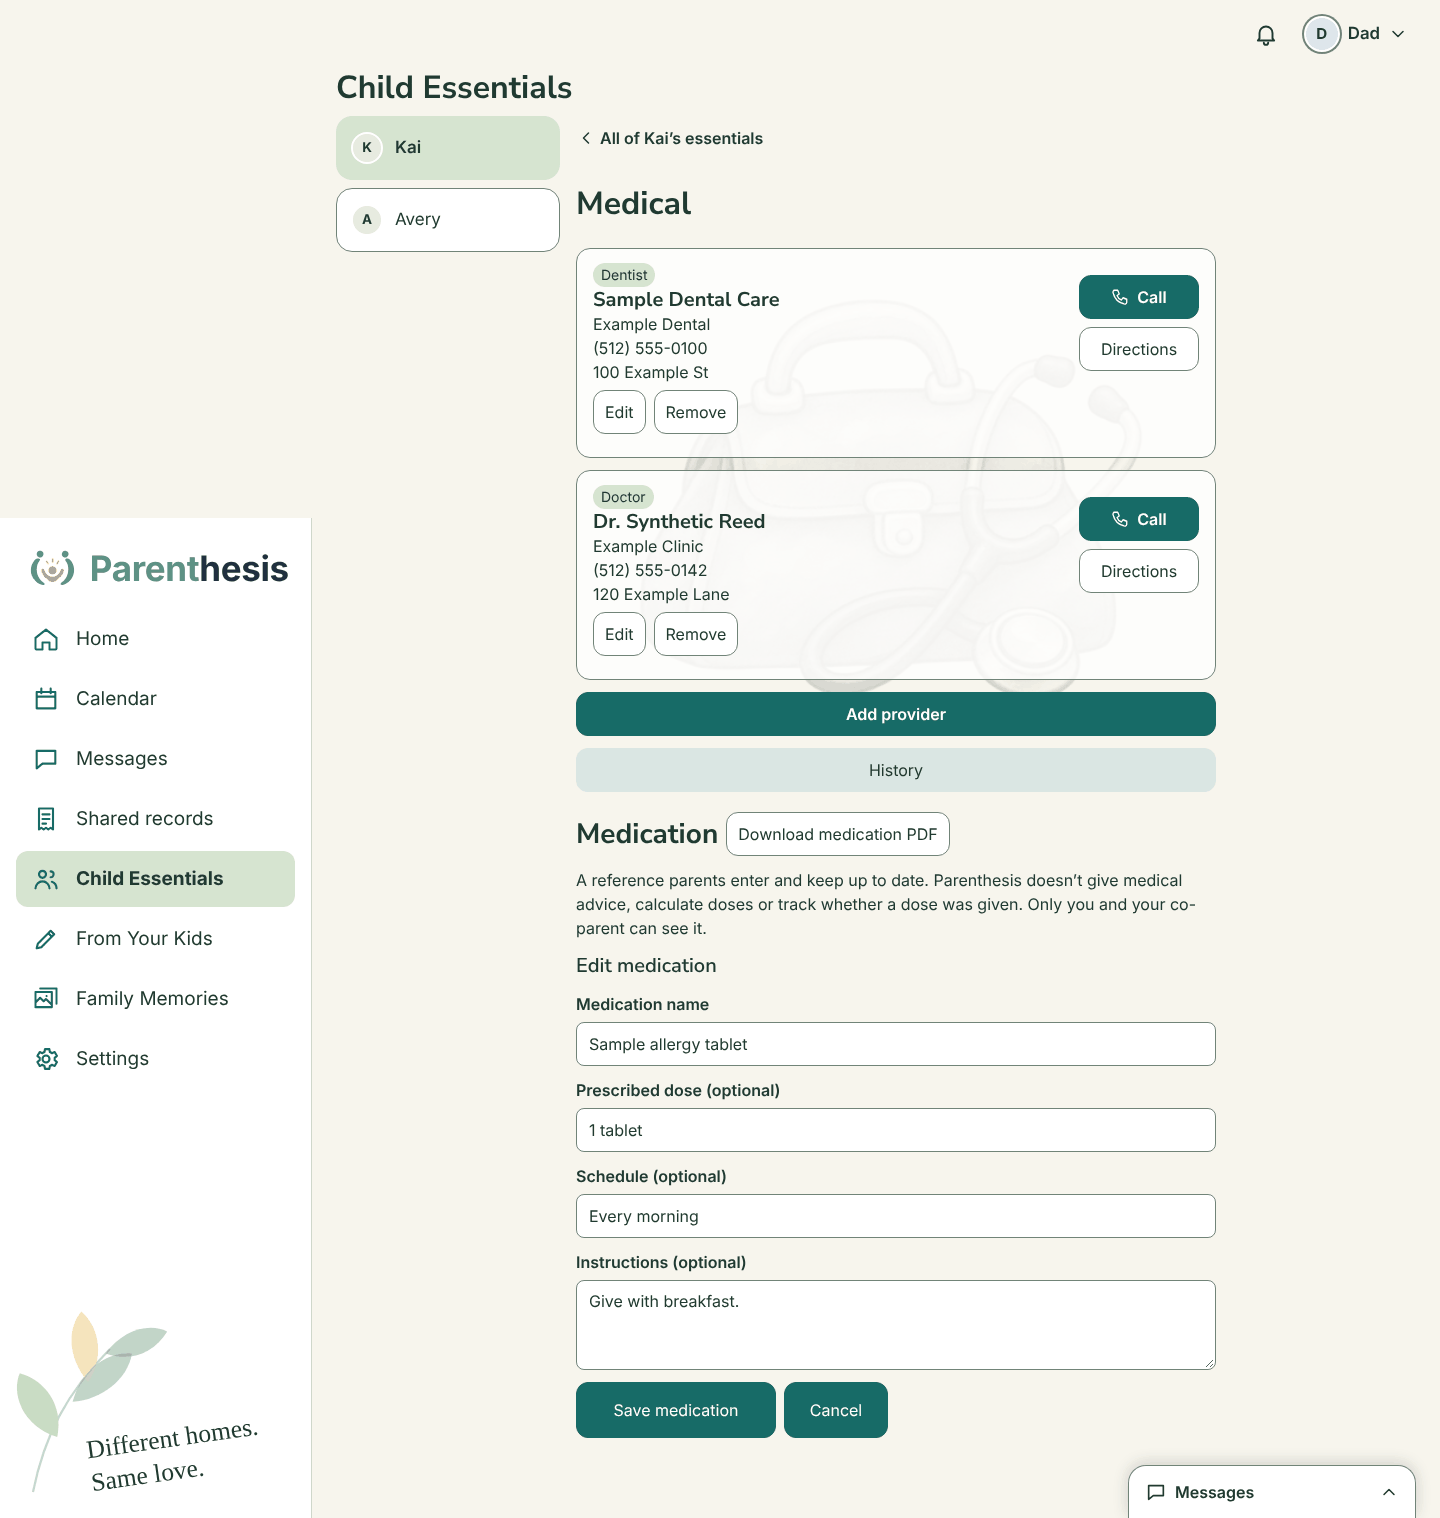 D Dad
Child Essentials
K Kai
A Avery
All of Kai’s essentials
Medical
Dentist
Sample Dental Care
Example Dental
(512) 555-0100
100 Example St
Edit Remove
Call
Directions
Doctor
Dr. Synthetic Reed
Example Clinic
(512) 555-0142
120 Example Lane
Edit Remove
Call
Directions
Add provider
History
Medication Download medication PDF
A reference parents enter and keep up to date. Parenthesis doesn’t give medical
advice, calculate doses or track whether a dose was given. Only you and your co-
parent can see it.
Edit medication
Medication name
Sample allergy tablet
Prescribed dose (optional)
1 tablet
Schedule (optional)
Every morning
Instructions (optional)
Give with breakfast.
Save medication Cancel
Parenthesis
Home
Calendar
Messages
Shared records
Child Essentials
From Your Kids
Family Memories
Settings
Different homes.
Same love.
Messages